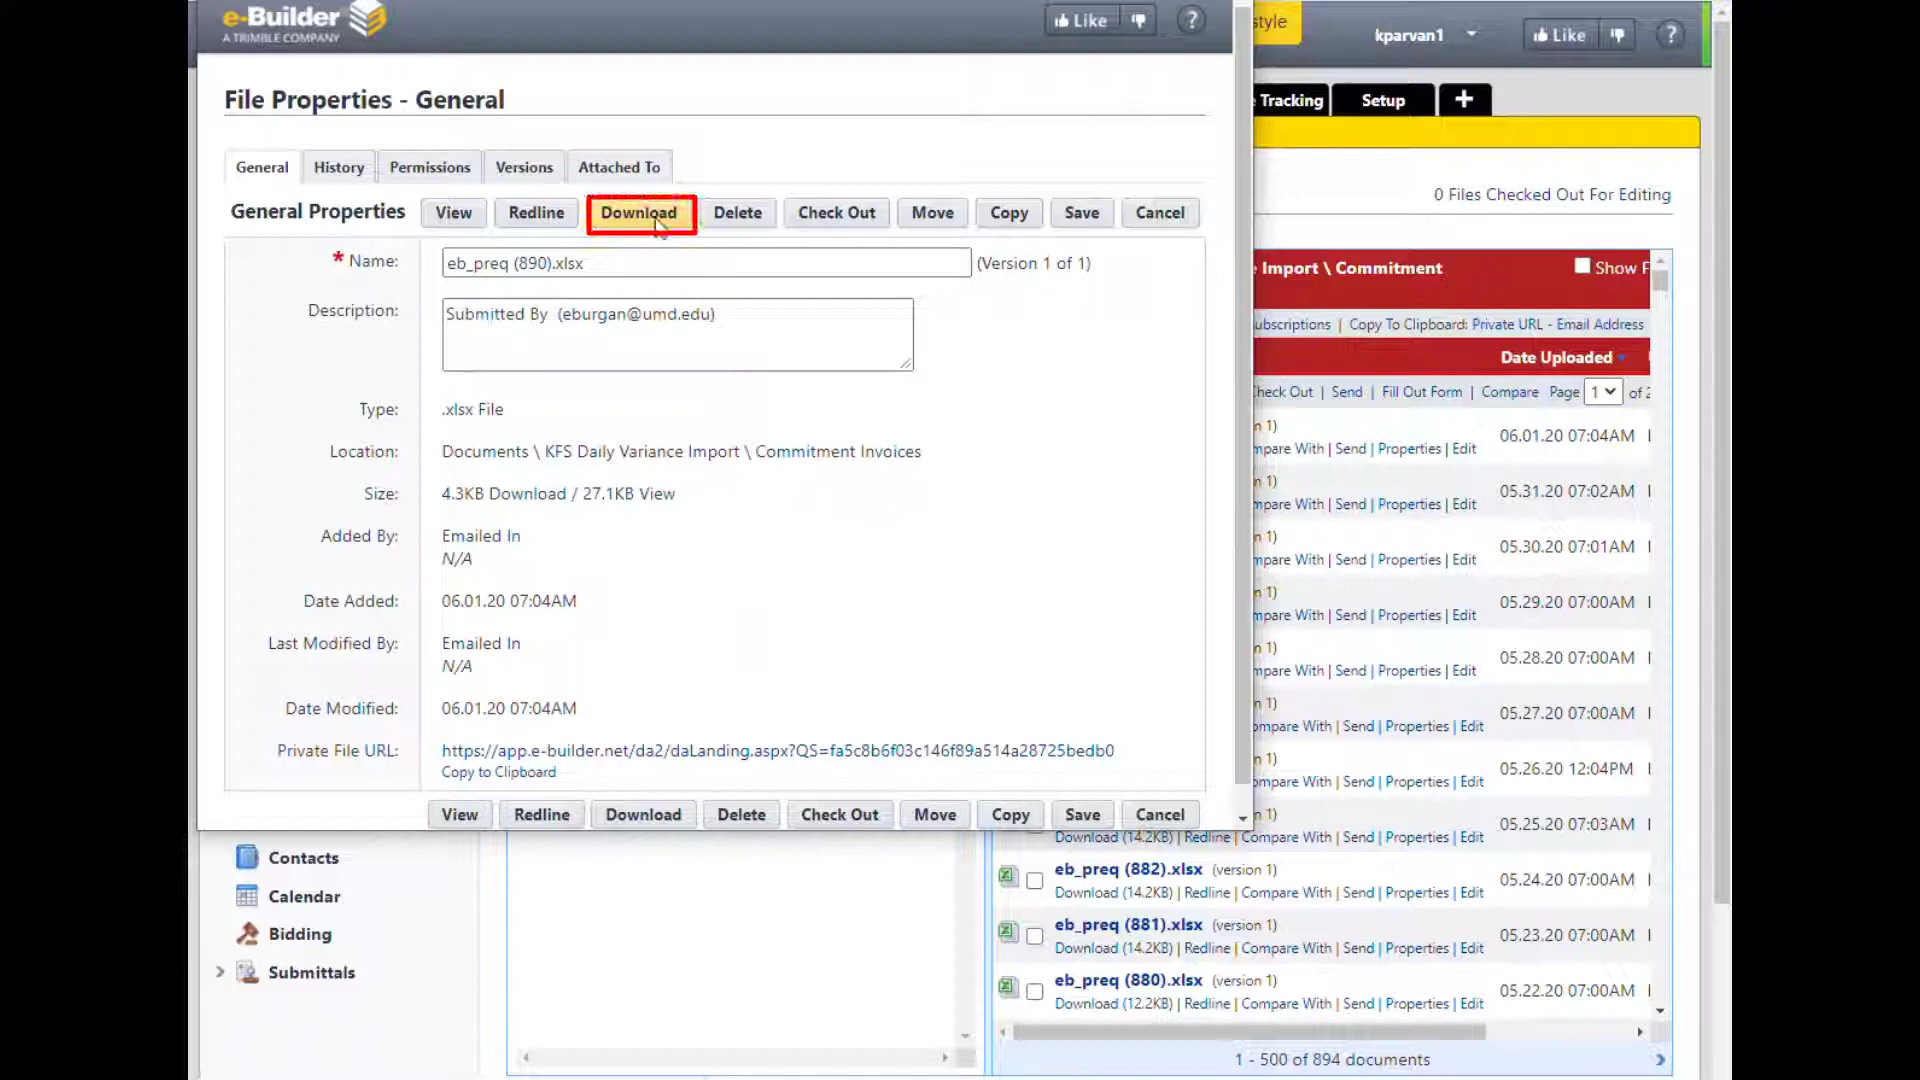 e-Builder
A TRIMBLE COMPANY
Like
?
File Properties - General
General History Permissions Versions Attached To
General Properties View Redline Download Delete Check Out Move Copy Save Cancel
* Name: eb_preq (890).xlsx (Version 1 of 1)
Description: Submitted By (eburgan@umd.edu)
Type: .xlsx File
Location: Documents \ KFS Daily Variance Import \ Commitment Invoices
Size: 4.3KB Download / 27.1KB View
Added By: Emailed In
N/A
Date Added: 06.01.20 07:04AM
Last Modified By: Emailed In
N/A
Date Modified: 06.01.20 07:04AM
Private File URL: https://app.e-builder.net/da2/daLanding.aspx?QS=fa5c8b6f03c146f89a514a28725bedb0
Copy to Clipboard
View Redline Download Delete Check Out Move Copy Save Cancel
Contacts
Calendar
Bidding
Submittals
style
kparvan1 Like ?
Tracking Setup +
0 Files Checked Out For Editing
Import \ Commitment Show F
ubscriptions | Copy To Clipboard: Private URL - Email Address
Date Uploaded
Check Out | Send | Fill Out Form | Compare Page 1 of 2
n 1)
mpare With | Send | Properties | Edit 06.01.20 07:04AM
n 1)
mpare With | Send | Properties | Edit 05.31.20 07:02AM
n 1)
mpare With | Send | Properties | Edit 05.30.20 07:01AM
n 1)
mpare With | Send | Properties | Edit 05.29.20 07:00AM
n 1)
mpare With | Send | Properties | Edit 05.28.20 07:00AM
n 1)
ompare With | Send | Properties | Edit 05.27.20 07:00AM
n 1)
ompare With | Send | Properties | Edit 05.26.20 12:04PM
n 1)
Download (14.2KB) | Redline | Compare With | Send | Properties | Edit 05.25.20 07:03AM
eb_preq (882).xlsx (version 1)
Download (14.2KB) | Redline | Compare With | Send | Properties | Edit 05.24.20 07:00AM
eb_preq (881).xlsx (version 1)
Download (14.2KB) | Redline | Compare With | Send | Properties | Edit 05.23.20 07:00AM
eb_preq (880).xlsx (version 1)
Download (12.2KB) | Redline | Compare With | Send | Properties | Edit 05.22.20 07:00AM
1 - 500 of 894 documents